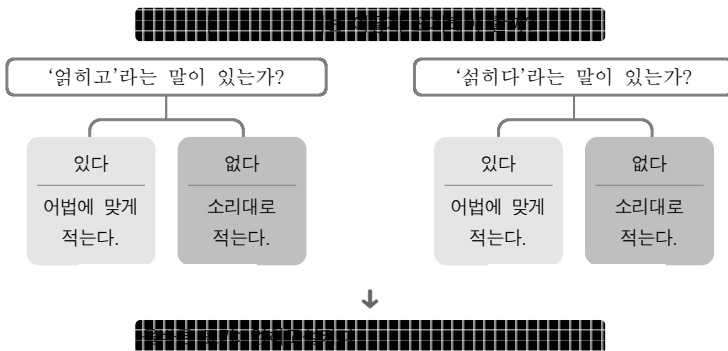 ‘얽히고’라는 말이 있는가?
‘섥히다’라는 말이 있는가?
있다
어법에 맞게
적는다.
없다
소리대로
적는다.
있다
어법에 맞게
적는다.
없다
소리대로
적는다.